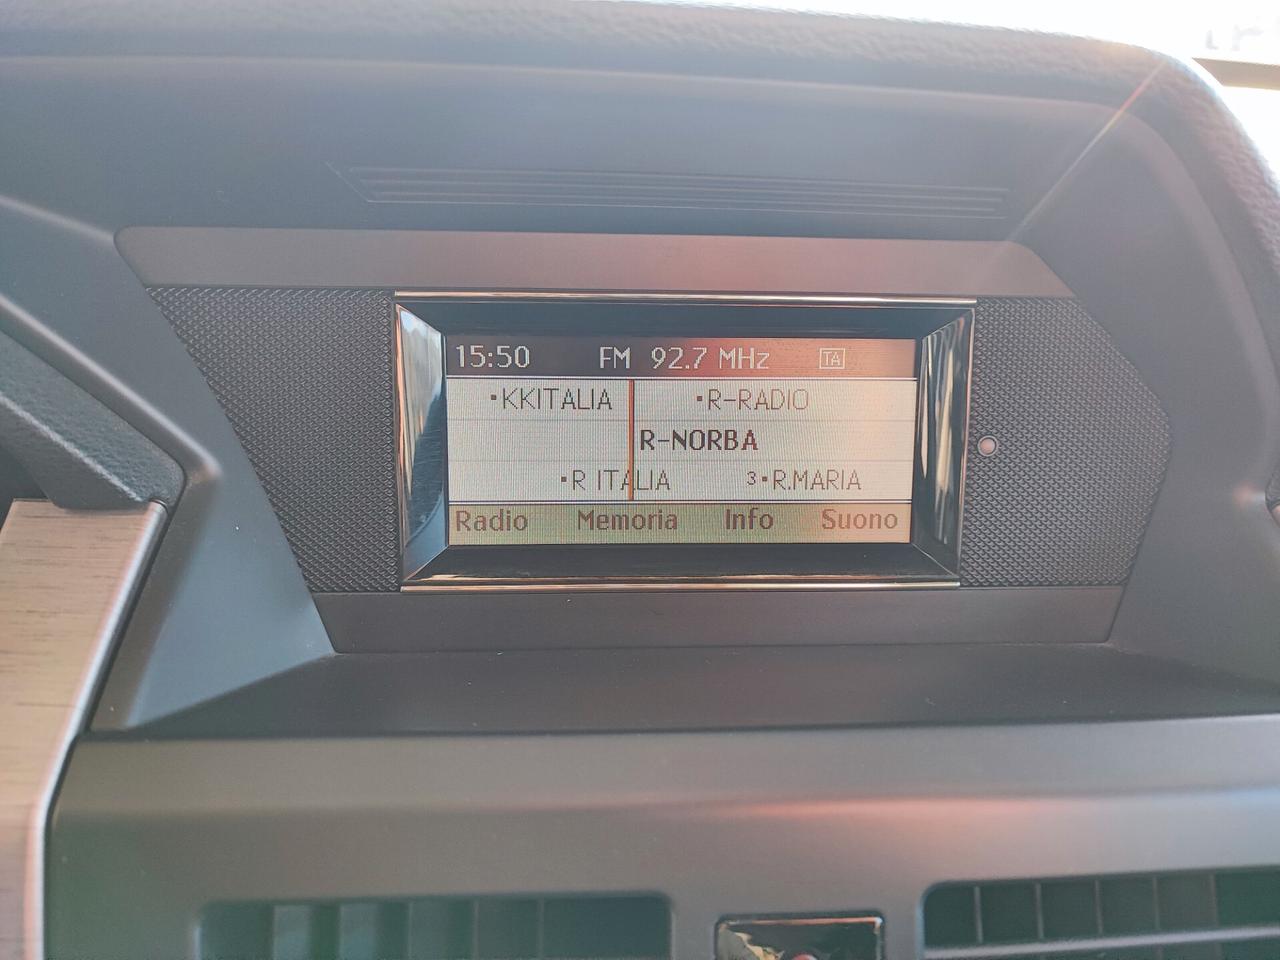 15:50 FM 92.7 MHz TA
•KKITALIA •R-RADIO
R-NORBA
•R ITALIA 3•R.MARIA
Radio Memoria Info Suono